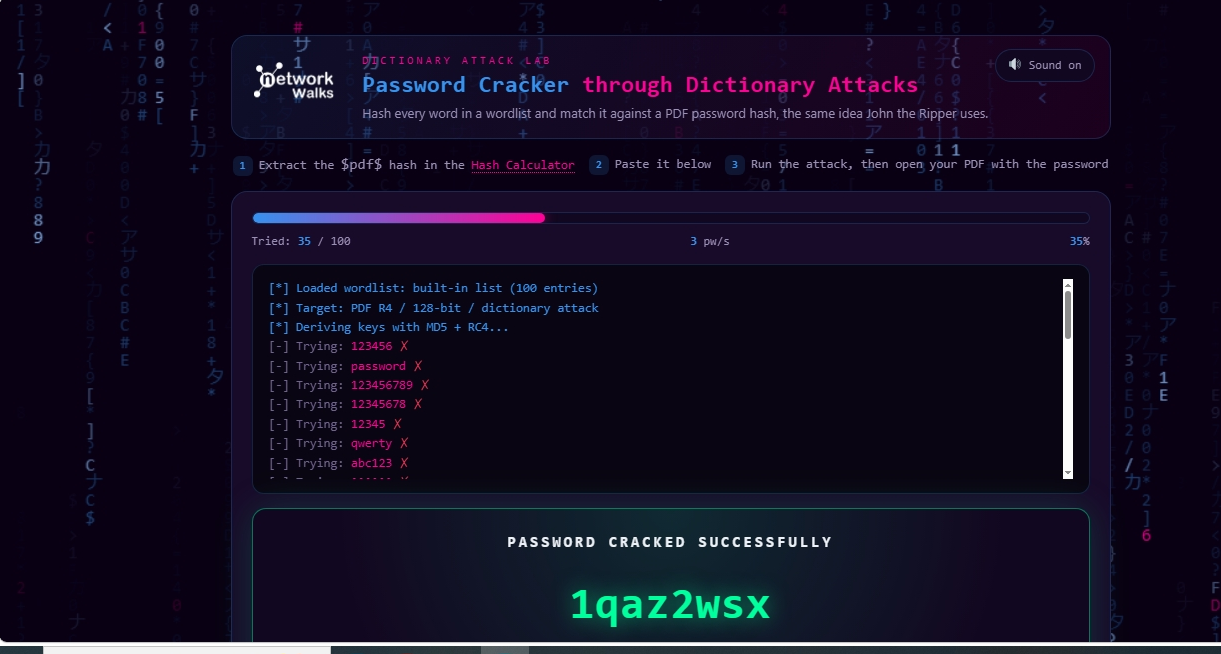 network
Walks
DICTIONARY ATTACK LAB
Password Cracker through Dictionary Attacks
Hash every word in a wordlist and match it against a PDF password hash, the same idea John the Ripper uses.
Sound on
1 Extract the $pdf$ hash in the Hash Calculator 2 Paste it below 3 Run the attack, then open your PDF with the password
Tried: 35 / 100 3 pw/s 35%
[*] Loaded wordlist: built-in list (100 entries)
[*] Target: PDF R4 / 128-bit / dictionary attack
[*] Deriving keys with MD5 + RC4...
[-] Trying: 123456 ✗
[-] Trying: password ✗
[-] Trying: 123456789 ✗
[-] Trying: 12345678 ✗
[-] Trying: 12345 ✗
[-] Trying: qwerty ✗
[-] Trying: abc123 ✗
PASSWORD CRACKED SUCCESSFULLY
1qaz2wsx